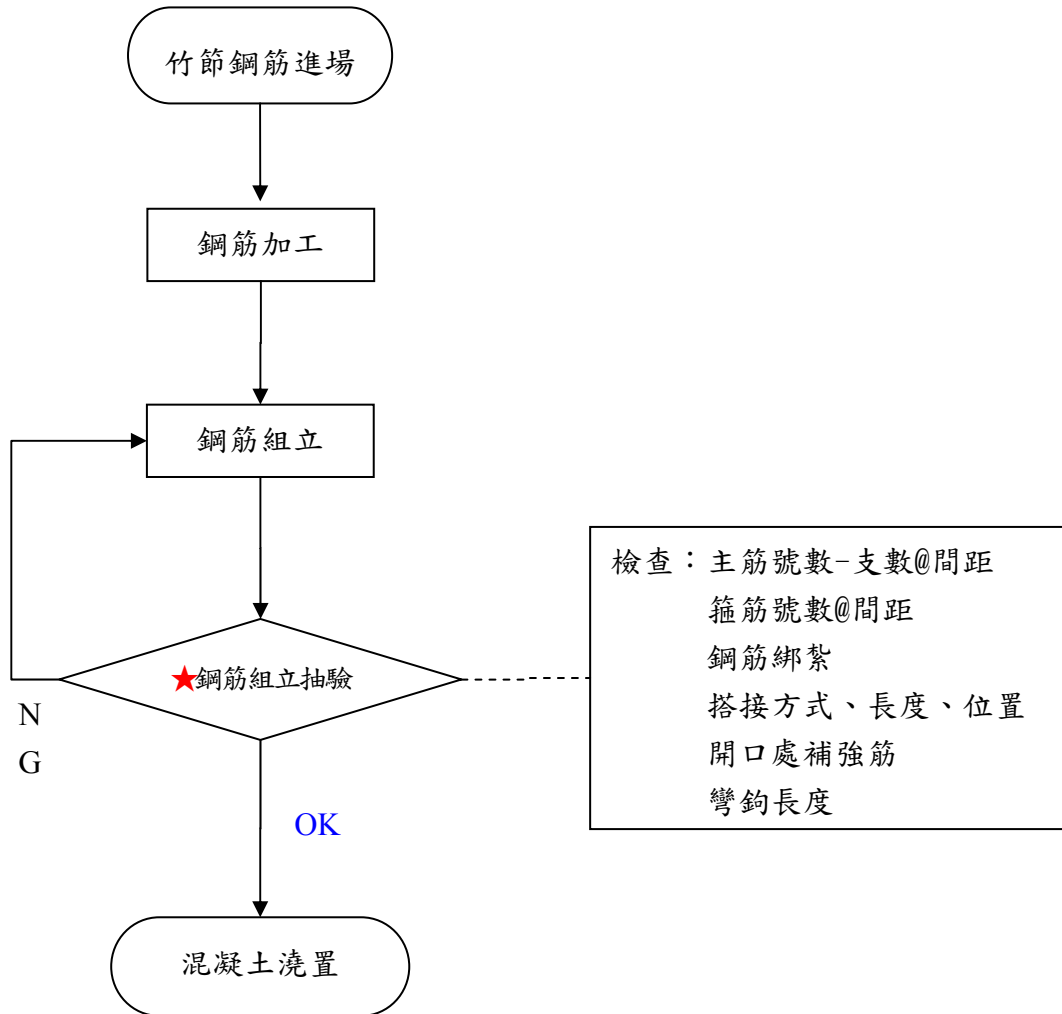 竹節鋼筋進場
鋼筋加工
鋼筋組立
★鋼筋組立抽驗
N
G
OK
檢查：主筋號數-支數@間距
箍筋號數@間距
鋼筋綁紮
搭接方式、長度、位置
開口處補強筋
彎鉤長度
混凝土澆置